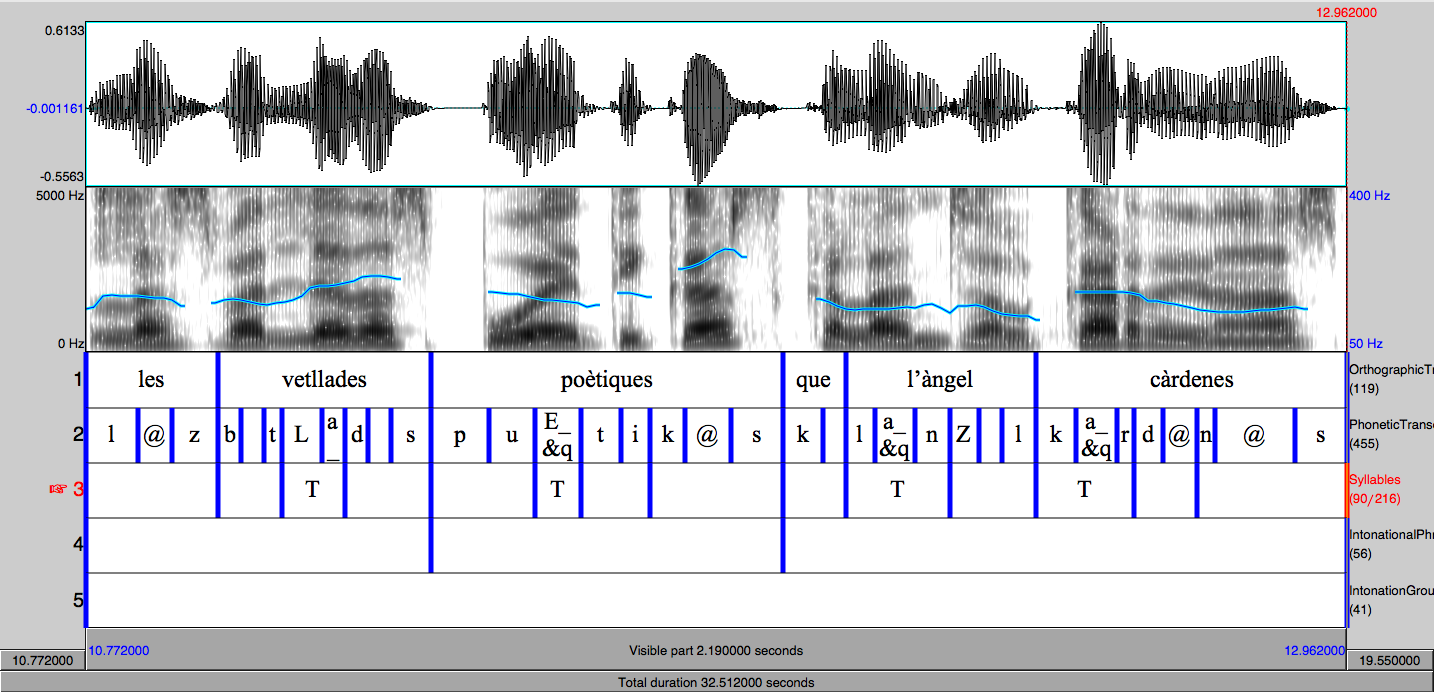 12.962000
0.6133
-0.001161
-0.5563
5000 Hz
400 Hz
0 Hz
50 Hz
1 les vetllades poètiques que l'àngel càrdenes OrthographicTr
(119)
2 l @ z b t L a_ d s p u E_&q t i k @ s k l a_&q n Z l k a_&q r d @ n @ s PhoneticTrans
(455)
3 T T T T Syllables
(90/216)
4 IntonationalPhr
(56)
5 IntonationGrou
(41)
10.772000 Visible part 2.190000 seconds 12.962000
10.772000 19.550000
Total duration 32.512000 seconds